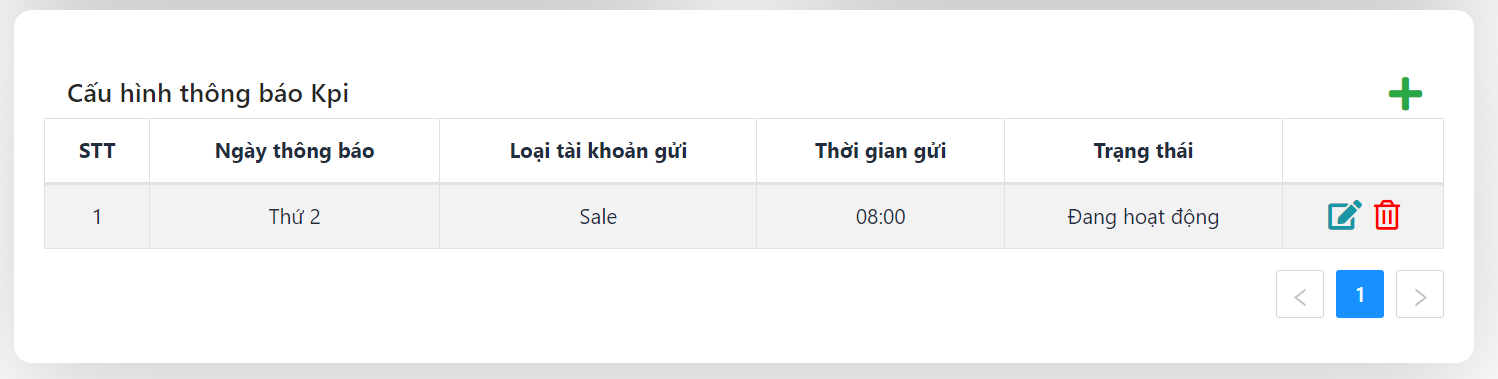 Cấu hình thông báo Kpi
STT Ngày thông báo Loại tài khoản gửi Thời gian gửi Trạng thái
1 Thứ 2 Sale 08:00 Đang hoạt động
1